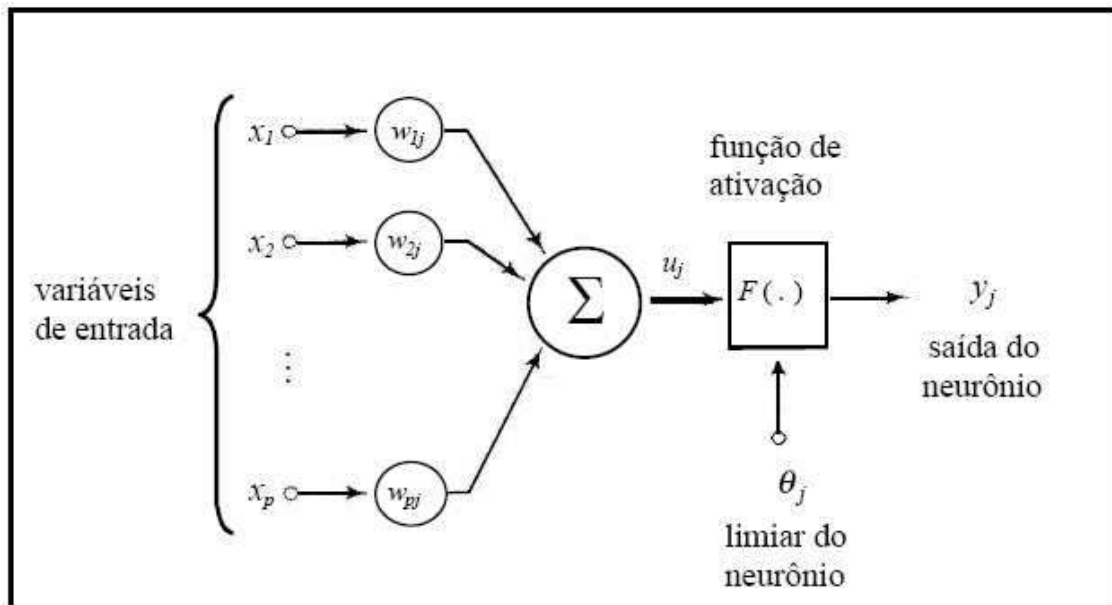 variáveis
de entrada
x₁
w₁ⱼ
x₂
w₂ⱼ
⋮
xₚ
wₚⱼ
Σ
uⱼ
função de
ativação
F(.)
θⱼ
limiar do
neurônio
yⱼ
saída do
neurônio